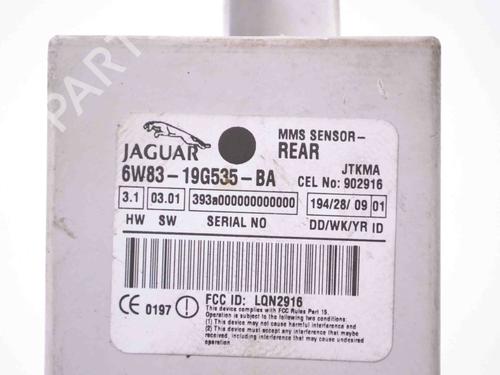 PART
JAGUAR
MMS SENSOR-
REAR
6W83-19G535-BA
JTKMA
CEL No: 902916
3.1 03.01 393a000000000000 194/28/ 09 01
HW SW SERIAL NO DD/WK/YR ID
CE 0197
FCC ID: LQN2916
This device complies with FCC Rules Part 15.
Operation is subject to the following two conditions:
(1) This device may not cause harmful interference and
(2) This device must accept any interference received
including interference that may cause undesired
operation.